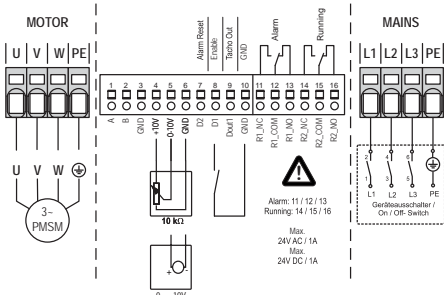 MOTOR
U V W PE
U V W
3~
PMSM
Alarm Reset
Enable
Tacho Out
GND
Alarm
Running
1 2 3 4 5 6 7 8 9 10 11 12 13 14 15 16
A
B
GND
+10V
0-10V
GND
D2
D1
Dout1
GND
R1_NC
R1_COM
R1_NO
R2_NC
R2_COM
R2_NO
10 kΩ
+ -
0 10V
Alarm: 11 / 12 / 13
Running: 14 / 15 / 16
Max.
24V AC / 1A
Max.
24V DC / 1A
MAINS
L1 L2 L3 PE
2 4 6
1 3 5
L1 L2 L3 PE
Geräteausschalter /
On / Off- Switch